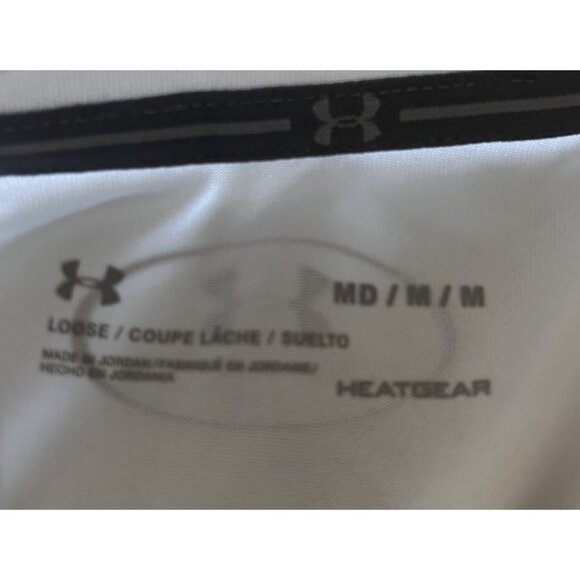 MD / M / M
LOOSE / COUPE LÂCHE / SUELTO
MADE IN JORDAN/FABRIQUÉ EN JORDANIE/
HECHO EN JORDANIA
HEATGEAR